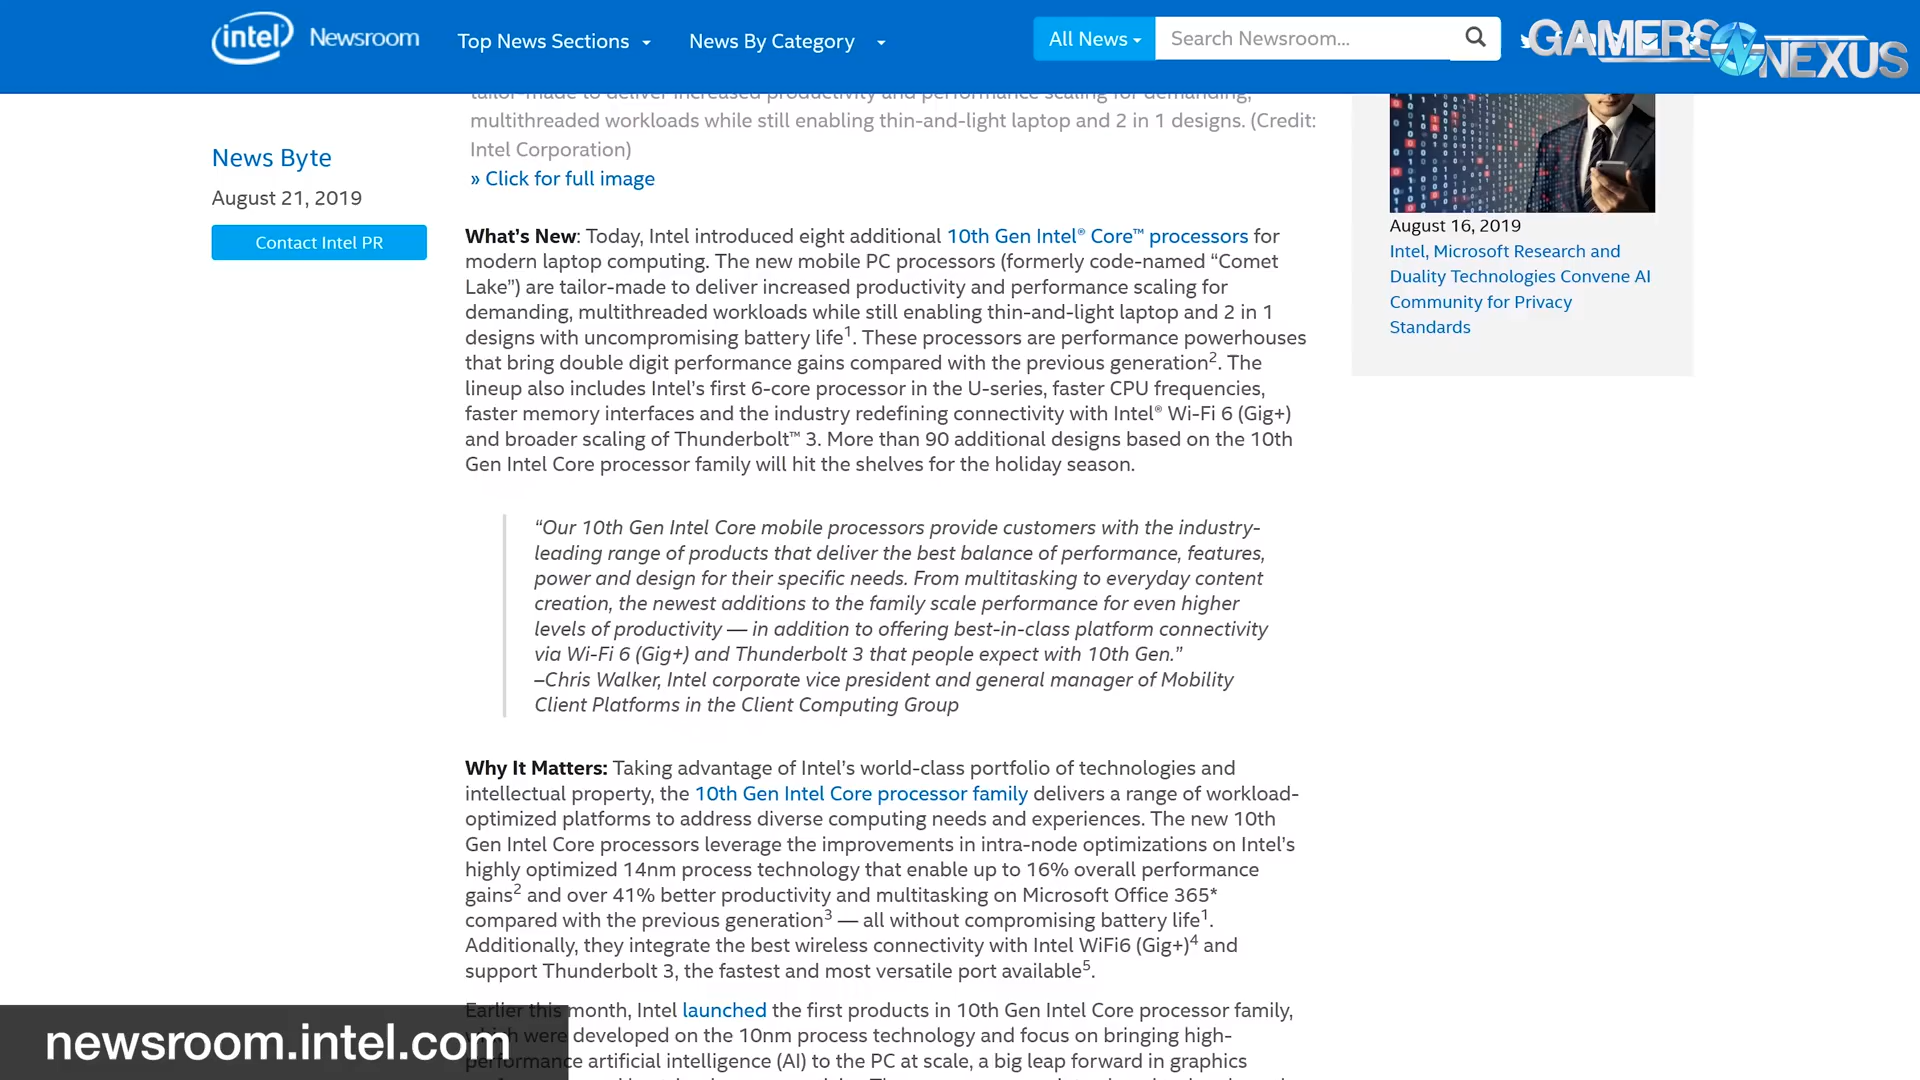 intel Newsroom Top News Sections News By Category All News Search Newsroom...
GAMERS NEXUS
tailor-made to deliver increased productivity and performance scaling for demanding,
multithreaded workloads while still enabling thin-and-light laptop and 2 in 1 designs. (Credit:
Intel Corporation)
» Click for full image
News Byte
August 21, 2019
Contact Intel PR
What's New: Today, Intel introduced eight additional 10th Gen Intel® Core™ processors for
modern laptop computing. The new mobile PC processors (formerly code-named “Comet
Lake”) are tailor-made to deliver increased productivity and performance scaling for
demanding, multithreaded workloads while still enabling thin-and-light laptop and 2 in 1
designs with uncompromising battery life1. These processors are performance powerhouses
that bring double digit performance gains compared with the previous generation2. The
lineup also includes Intel’s first 6-core processor in the U-series, faster CPU frequencies,
faster memory interfaces and the industry redefining connectivity with Intel® Wi-Fi 6 (Gig+)
and broader scaling of Thunderbolt™ 3. More than 90 additional designs based on the 10th
Gen Intel Core processor family will hit the shelves for the holiday season.
“Our 10th Gen Intel Core mobile processors provide customers with the industry-
leading range of products that deliver the best balance of performance, features,
power and design for their specific needs. From multitasking to everyday content
creation, the newest additions to the family scale performance for even higher
levels of productivity — in addition to offering best-in-class platform connectivity
via Wi-Fi 6 (Gig+) and Thunderbolt 3 that people expect with 10th Gen.”
–Chris Walker, Intel corporate vice president and general manager of Mobility
Client Platforms in the Client Computing Group
Why It Matters: Taking advantage of Intel’s world-class portfolio of technologies and
intellectual property, the 10th Gen Intel Core processor family delivers a range of workload-
optimized platforms to address diverse computing needs and experiences. The new 10th
Gen Intel Core processors leverage the improvements in intra-node optimizations on Intel’s
highly optimized 14nm process technology that enable up to 16% overall performance
gains2 and over 41% better productivity and multitasking on Microsoft Office 365*
compared with the previous generation3 — all without compromising battery life1.
Additionally, they integrate the best wireless connectivity with Intel WiFi6 (Gig+)4 and
support Thunderbolt 3, the fastest and most versatile port available5.
Earlier this month, Intel launched the first products in 10th Gen Intel Core processor family,
which were developed on the 10nm process technology and focus on bringing high-
performance artificial intelligence (AI) to the PC at scale, a big leap forward in graphics
August 16, 2019
Intel, Microsoft Research and
Duality Technologies Convene AI
Community for Privacy
Standards
newsroom.intel.com